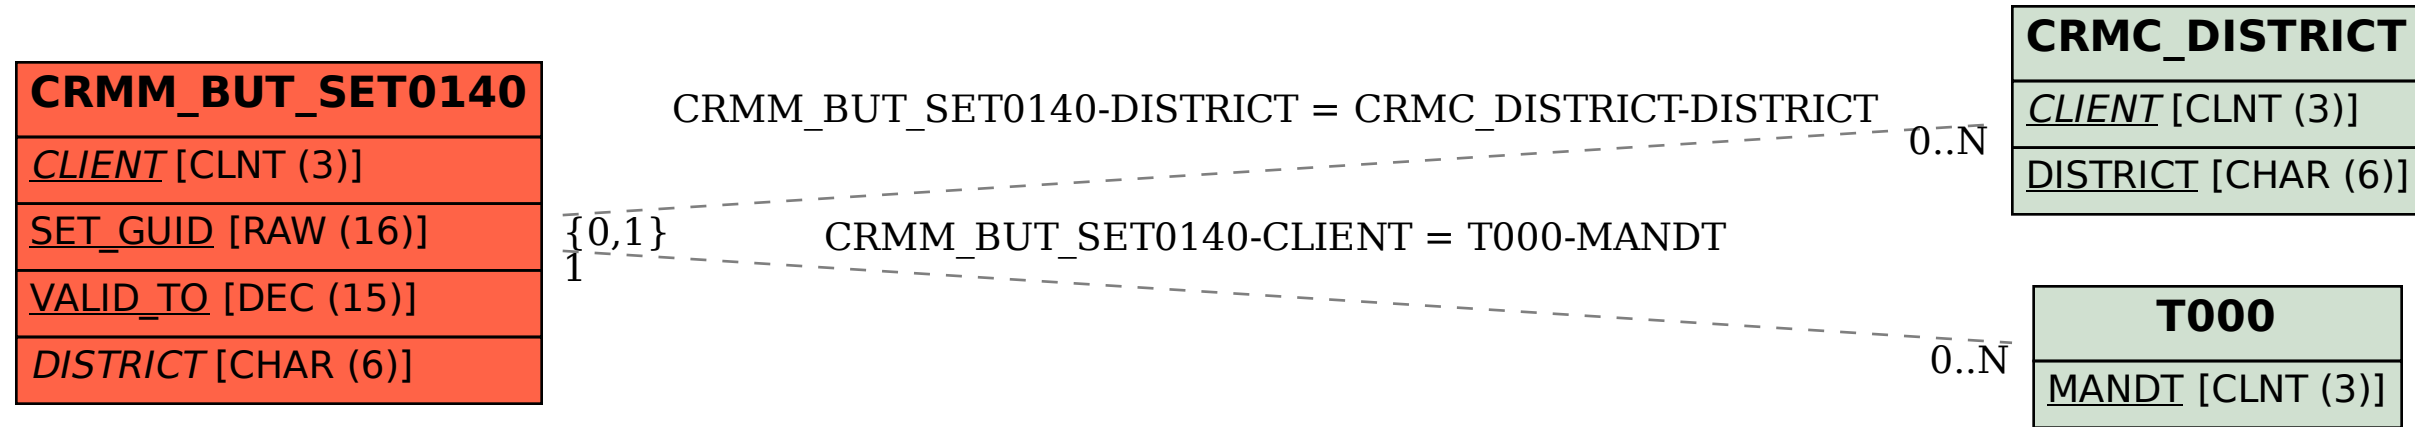 CRMM_BUT_SET0140
CLIENT [CLNT (3)]
SET_GUID [RAW (16)]
VALID_TO [DEC (15)]
DISTRICT [CHAR (6)]
CRMM_BUT_SET0140-DISTRICT = CRMC_DISTRICT-DISTRICT
0..N
{0,1}
CRMM_BUT_SET0140-CLIENT = T000-MANDT
1
0..N
CRMC_DISTRICT
CLIENT [CLNT (3)]
DISTRICT [CHAR (6)]
T000
MANDT [CLNT (3)]